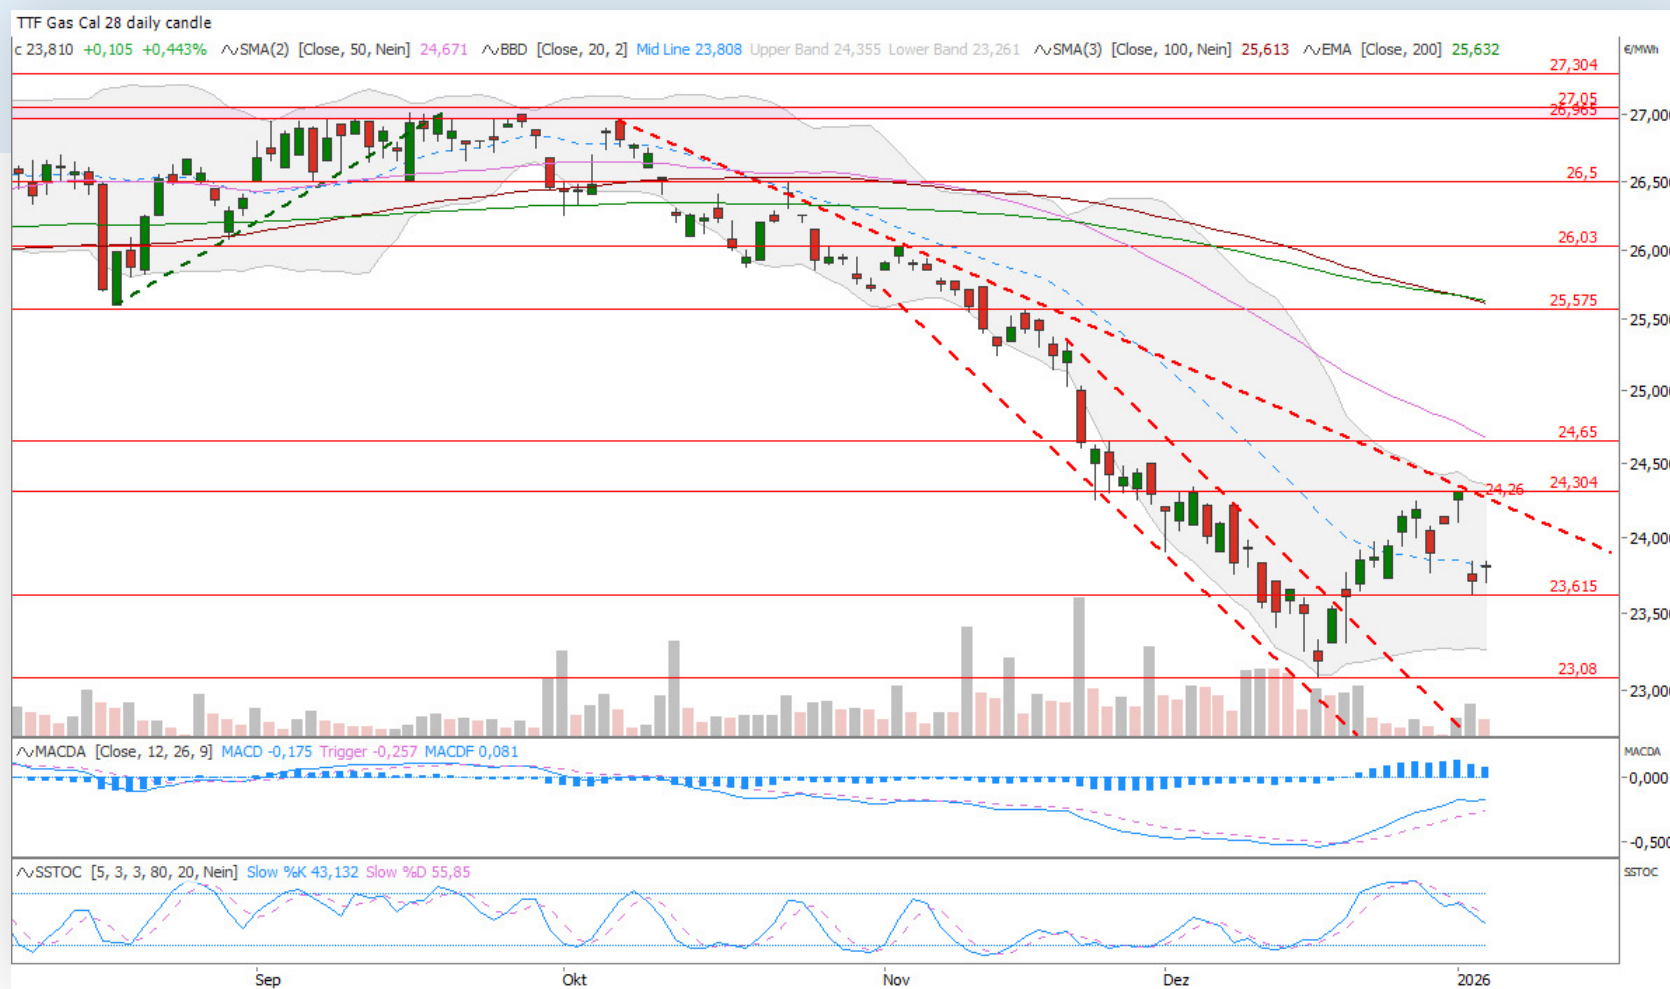 TTF Gas Cal 28 daily candle
c 23,810 +0,105 +0,443% SMA(2) [Close, 50, Nein] 24,671 BBD [Close, 20, 2] Mid Line 23,808 Upper Band 24,355 Lower Band 23,261 SMA(3) [Close, 100, Nein] 25,613 EMA [Close, 200] 25,632
€/MWh
27,304
27,05
26,965
27,000
26,5
26,500
26,03
26,000
25,575
25,500
25,000
24,65
24,500
24,304
24,26
24,000
23,615
23,500
23,08
23,000
MACDA [Close, 12, 26, 9] MACD -0,175 Trigger -0,257 MACDF 0,081
MACDA
0,000
-0,500
SSTOC [5, 3, 3, 80, 20, Nein] Slow %K 43,132 Slow %D 55,85
SSTOC
Sep Okt Nov Dez 2026